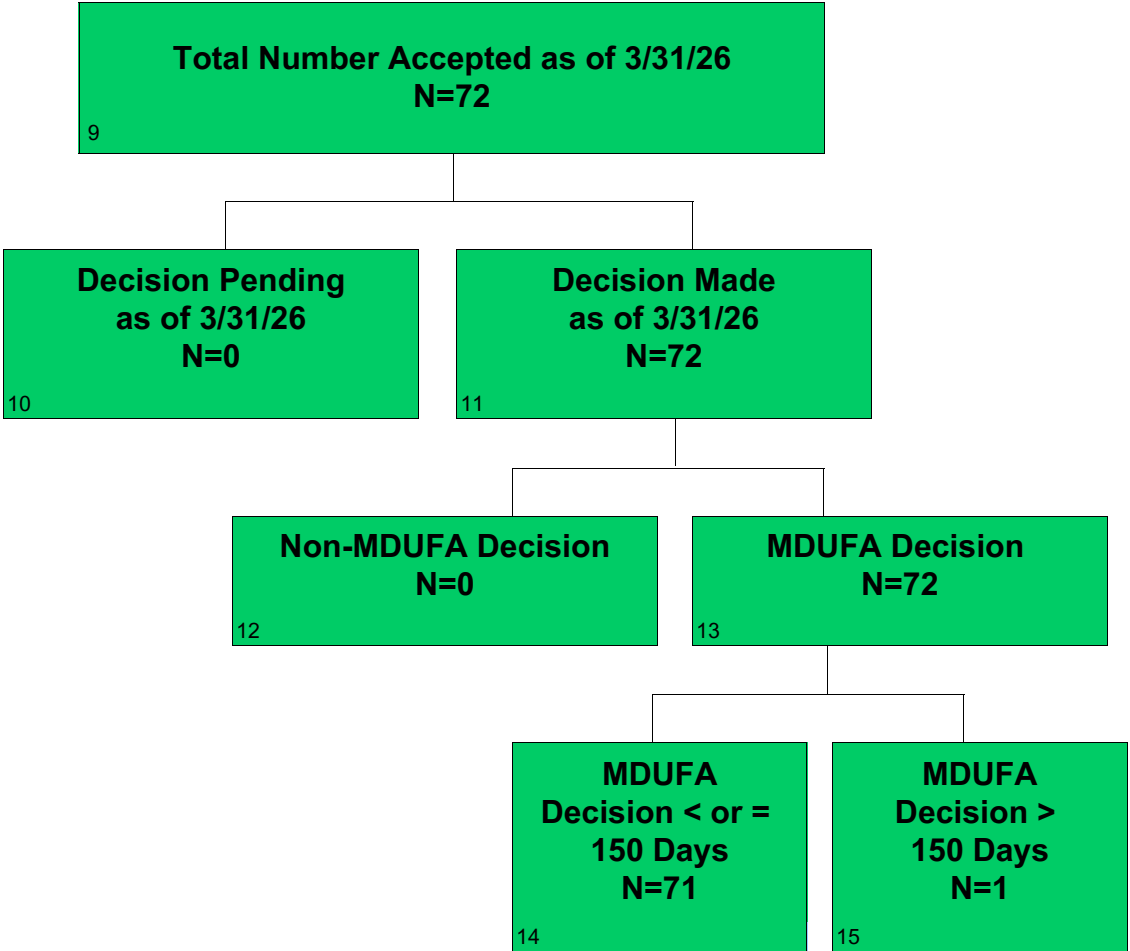 Total Number Accepted as of 3/31/26
N=72
9
Decision Pending
as of 3/31/26
N=0
10
Decision Made
as of 3/31/26
N=72
11
Non-MDUFA Decision
N=0
12
MDUFA Decision
N=72
13
MDUFA
Decision < or =
150 Days
N=71
14
MDUFA
Decision >
150 Days
N=1
15